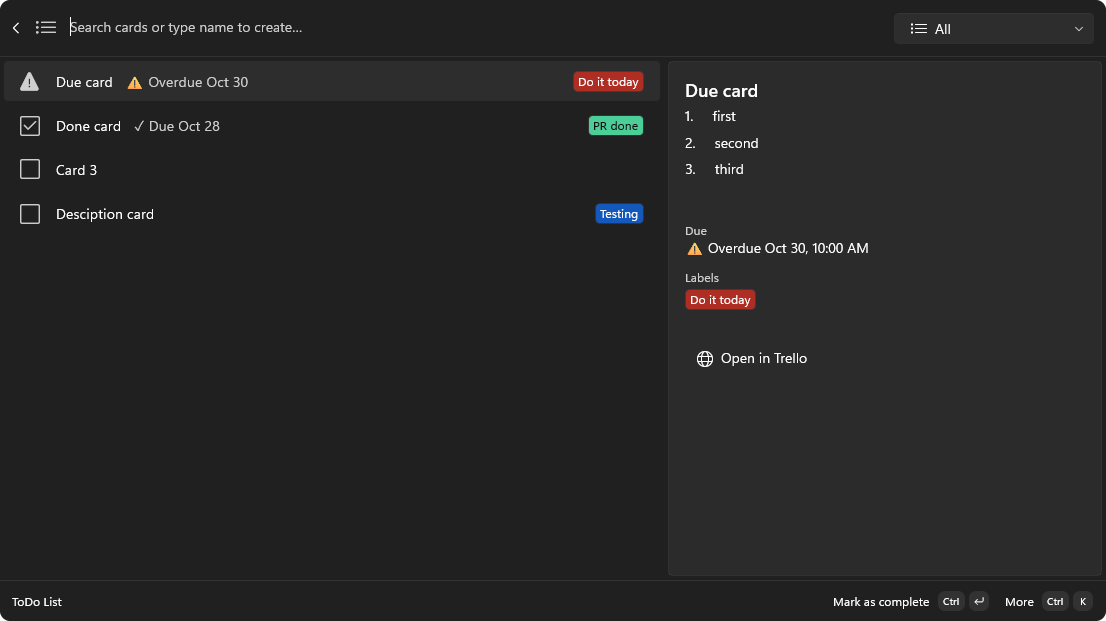 Search cards or type name to create...
All
Due card Overdue Oct 30 Do it today
Done card ✓ Due Oct 28 PR done
Card 3
Desciption card Testing
Due card
1. first
2. second
3. third
Due
Overdue Oct 30, 10:00 AM
Labels
Do it today
Open in Trello
ToDo List
Mark as complete Ctrl ↵ More Ctrl K